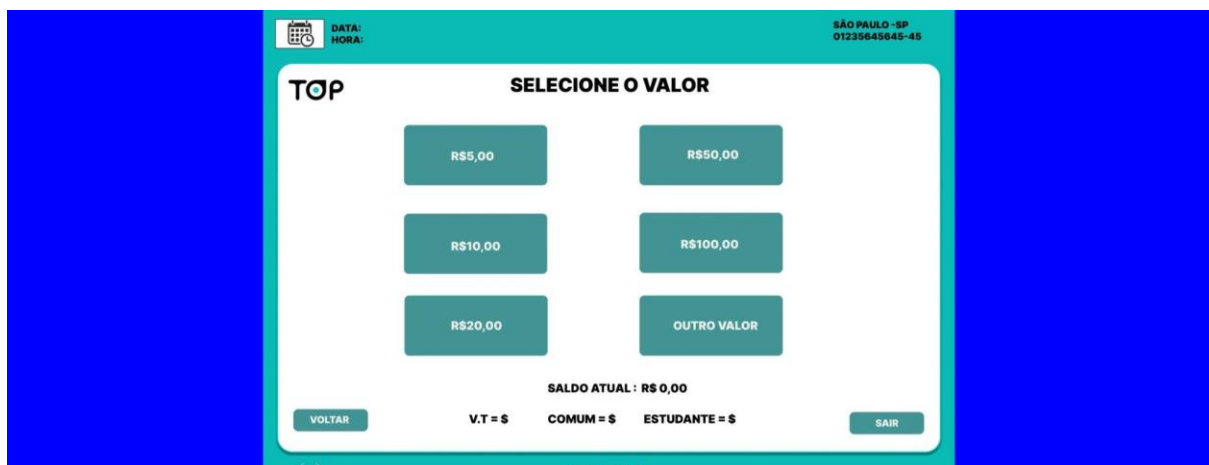 DATA:
HORA:
SÃO PAULO -SP
01235645645-45
TOP
SELECIONE O VALOR
R$5,00
R$50,00
R$10,00
R$100,00
R$20,00
OUTRO VALOR
SALDO ATUAL : R$ 0,00
VOLTAR
V.T = $
COMUM = $
ESTUDANTE = $
SAIR